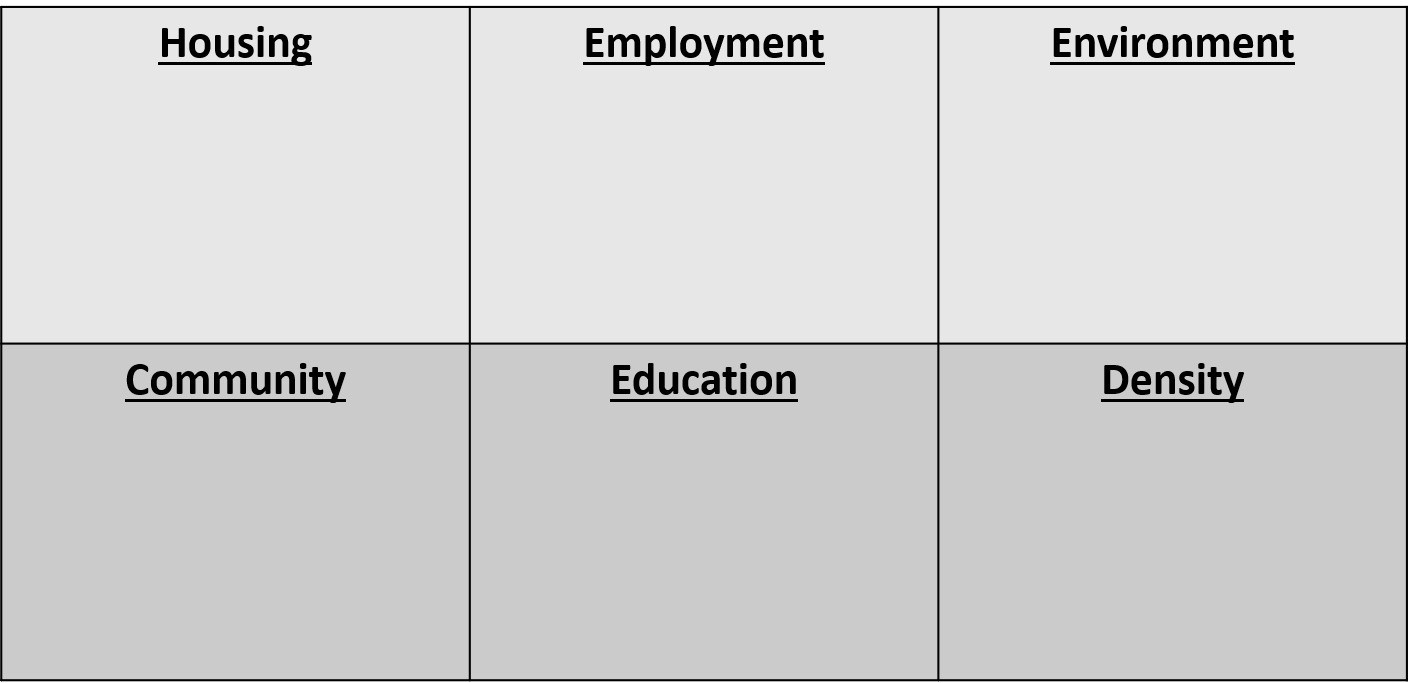 Housing
Employment
Environment
Community
Education
Density